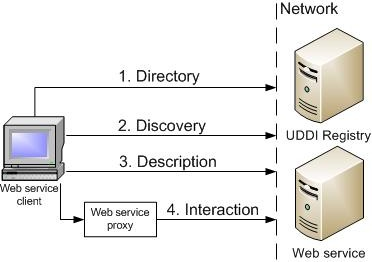 Network
1. Directory
2. Discovery
UDDI Registry
3. Description
Web service
client
Web service
proxy
4. Interaction
Web service